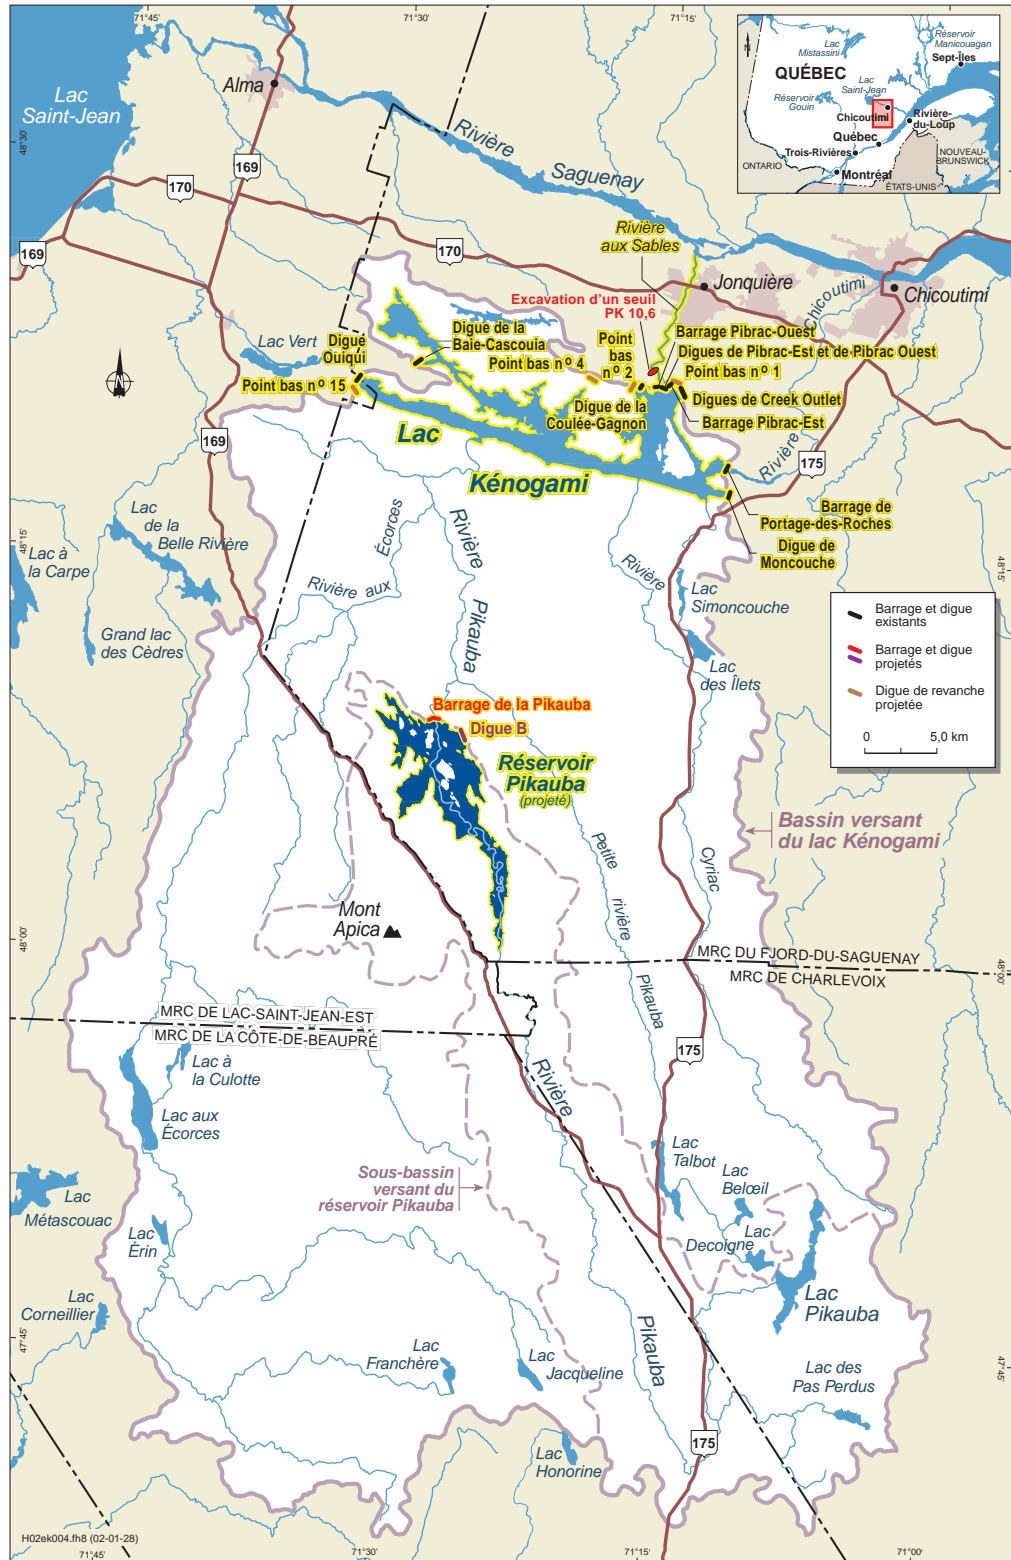 71°45'
71°30'
71°15'
Alma
Lac
Saint-Jean
48°30'
Rivière
Saguenay
169
170
169
170
Rivière
aux Sables
Jonquière
Chicoutimi
Chicoutimi
Rivière
Excavation d'un seuil
PK 10,6
Lac Vert
Digue
Ouiqui
Point bas nº 15
Digue de la
Baie-Cascouia
Point bas nº 4
Point
bas
nº 2
Barrage Pibrac-Ouest
Digues de Pibrac-Est et de Pibrac Ouest
Point bas nº 1
Digues de Creek Outlet
Digue de la
Coulée-Gagnon
Barrage Pibrac-Est
Lac
Kénogami
169
175
Barrage de
Portage-des-Roches
Digue de
Moncouche
48°15'
48°15'
Lac
de la
Belle Rivière
Lac à
la Carpe
Grand lac
des Cèdres
Rivière aux
Écorces
Rivière
Pikauba
Rivière
Lac
Simoncouche
Lac
des Îlets
Barrage et digue
existants
Barrage et digue
projetés
Digue de revanche
projetée
0
5,0 km
Barrage de la Pikauba
Digue B
Réservoir
Pikauba
(projeté)
Bassin versant
du lac Kénogami
Petite
rivière
Pikauba
Cyriac
Mont
Apica
48°00'
48°00'
MRC DU FJORD-DU-SAGUENAY
MRC DE CHARLEVOIX
MRC DE LAC-SAINT-JEAN-EST
MRC DE LA CÔTE-DE-BEAUPRÉ
175
Lac à
la Culotte
Lac aux
Écorces
Rivière
Pikauba
Lac
Talbot
Lac
Belœil
Lac
Decoigne
Lac
Pikauba
Sous-bassin
versant du
réservoir Pikauba
Lac
Métascouac
Lac
Érin
Lac
Corneillier
47°45'
47°45'
Lac
Franchère
Lac
Jacqueline
Lac des
Pas Perdus
175
Lac
Honorine
H02ek004.fh8 (02-01-28)
71°45'
71°30'
71°15'
71°00'
N
Lac
Mistassini
Réservoir
Manicouagan
Sept-Îles
QUÉBEC
Lac
Saint-Jean
Réservoir
Gouin
Chicoutimi
Rivière-
du-Loup
Québec
Trois-Rivières
NOUVEAU-
BRUNSWICK
ONTARIO
Montréal
ÉTATS-UNIS